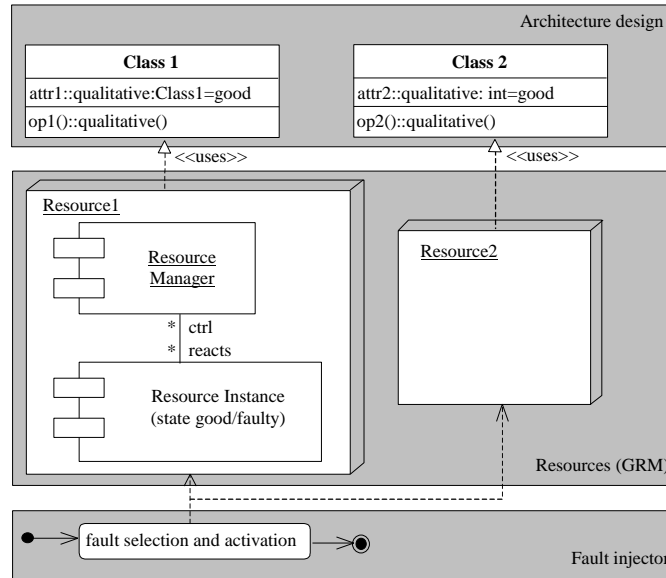 Architecture design
Class 1
attr1::qualitative:Class1=good
op1()::qualitative()
Class 2
attr2::qualitative: int=good
op2()::qualitative()
<<uses>>
<<uses>>
Resource1
Resource
Manager
* ctrl
* reacts
Resource Instance
(state good/faulty)
Resource2
Resources (GRM)
fault selection and activation
Fault injector